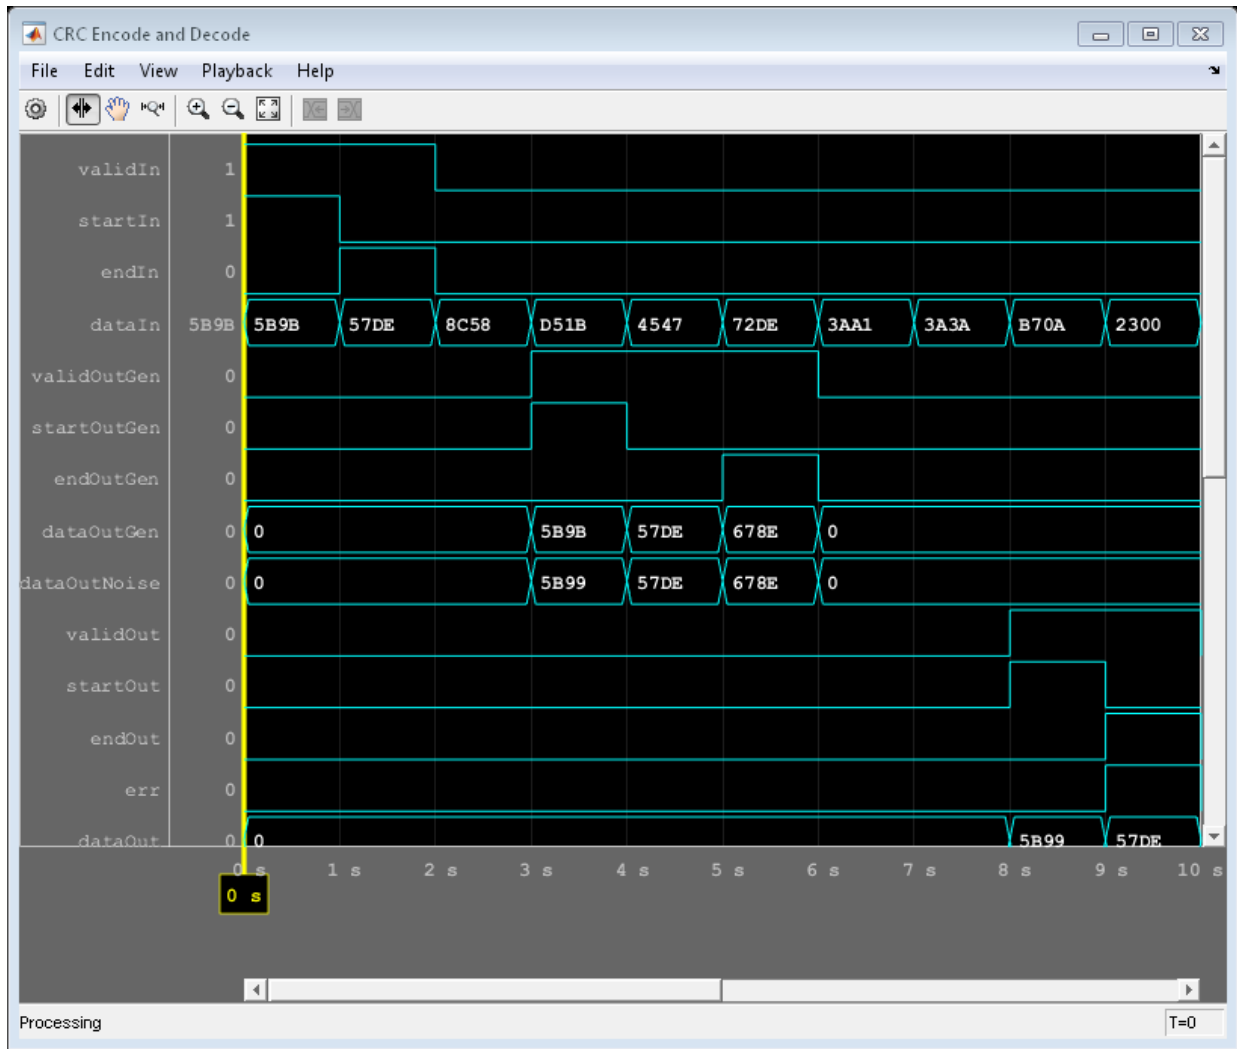 CRC Encode and Decode
File Edit View Playback Help
validIn 1
startIn 1
endIn 0
dataIn 5B9B 5B9B 57DE 8C58 D51B 4547 72DE 3AA1 3A3A B70A 2300
validOutGen 0
startOutGen 0
endOutGen 0
dataOutGen 0 0 5B9B 57DE 678E 0
dataOutNoise 0 0 5B99 57DE 678E 0
validOut 0
startOut 0
endOut 0
err 0
dataOut 0 0 5B99 57DE
0 s 1 s 2 s 3 s 4 s 5 s 6 s 7 s 8 s 9 s 10 s
0 s
Processing T=0